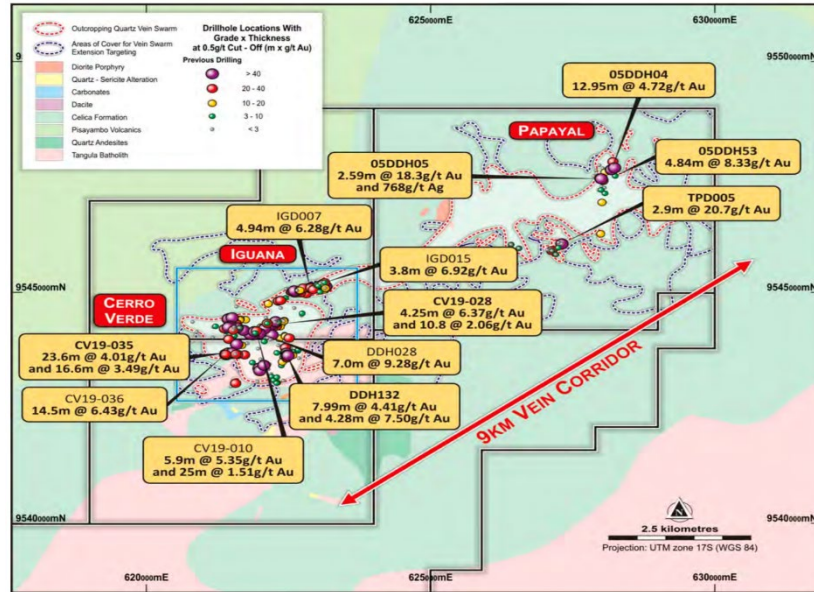 625000mE
630000mE
Outcropping Quartz Vein Swarm
Areas of Cover for Vein Swarm
Extension Targeting
Diorite Porphyry
Quartz - Sericite Alteration
Carbonates
Dacite
Celica Formation
Pisayambo Volcanics
Quartz Andesites
Tangula Batholith
Drillhole Locations With
Grade x Thickness
at 0.5g/t Cut - Off (m x g/t Au)
Previous Drilling
> 40
20 - 40
10 - 20
3 - 10
< 3
9550000mN
05DDH04
12.95m @ 4.72g/t Au
PAPAYAL
05DDH05
2.59m @ 18.3g/t Au
and 768g/t Ag
05DDH53
4.84m @ 8.33g/t Au
TPD005
2.9m @ 20.7g/t Au
IGD007
4.94m @ 6.28g/t Au
IGUANA
IGD015
3.8m @ 6.92g/t Au
9545000mN
9545000mN
CERRO
VERDE
CV19-028
4.25m @ 6.37g/t Au
and 10.8 @ 2.06g/t Au
CV19-035
23.6m @ 4.01g/t Au
and 16.6m @ 3.49g/t Au
DDH028
7.0m @ 9.28g/t Au
CV19-036
14.5m @ 6.43g/t Au
DDH132
7.99m @ 4.41g/t Au
and 4.28m @ 7.50g/t Au
9KM VEIN CORRIDOR
CV19-010
5.9m @ 5.35g/t Au
and 25m @ 1.51g/t Au
9540000mN
9540000mN
2.5 kilometres
Projection: UTM zone 17S (WGS 84)
620000mE
625000mE
630000mE